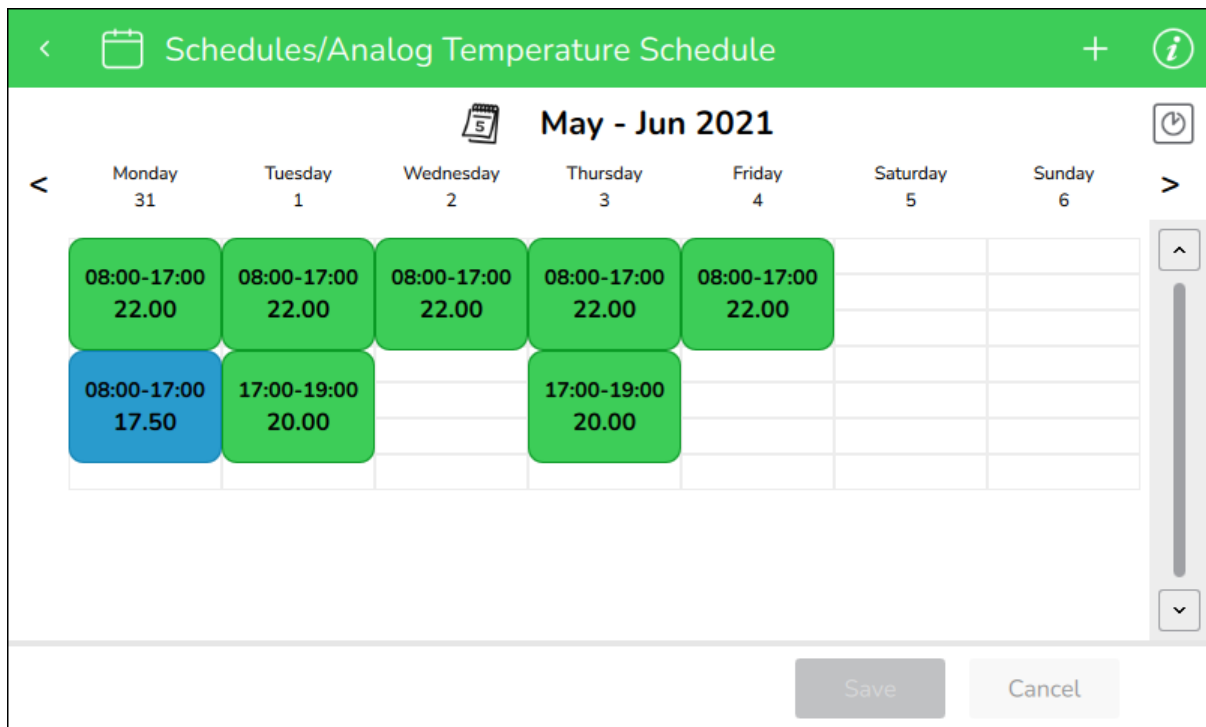 Schedules/Analog Temperature Schedule
5 May - Jun 2021
Monday Tuesday Wednesday Thursday Friday Saturday Sunday
31 1 2 3 4 5 6
08:00-17:00 08:00-17:00 08:00-17:00 08:00-17:00 08:00-17:00
22.00 22.00 22.00 22.00 22.00
08:00-17:00 17:00-19:00 17:00-19:00
17.50 20.00 20.00
Save Cancel